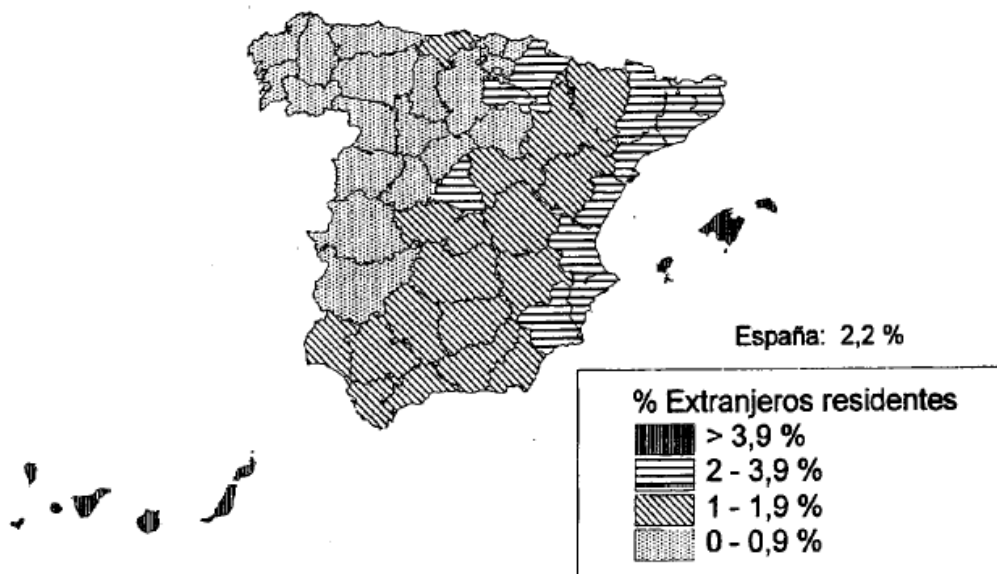 España: 2,2 %
% Extranjeros residentes
> 3,9 %
2 - 3,9 %
1 - 1,9 %
0 - 0,9 %